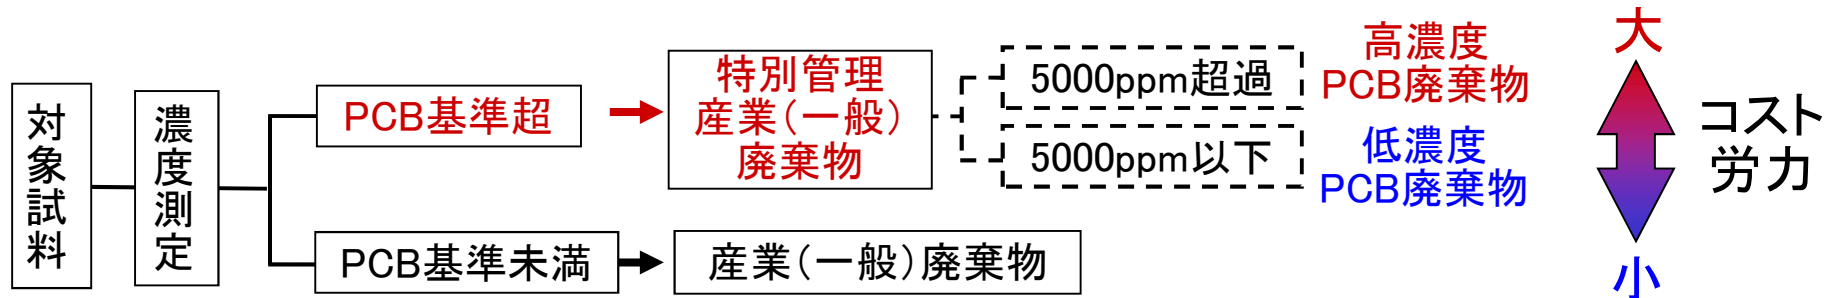 対象試料
濃度測定
PCB基準超
特別管理
産業(一般)
廃棄物
5000ppm超過
高濃度
PCB廃棄物
5000ppm以下
低濃度
PCB廃棄物
PCB基準未満
産業(一般)廃棄物
大
コスト
労力
小